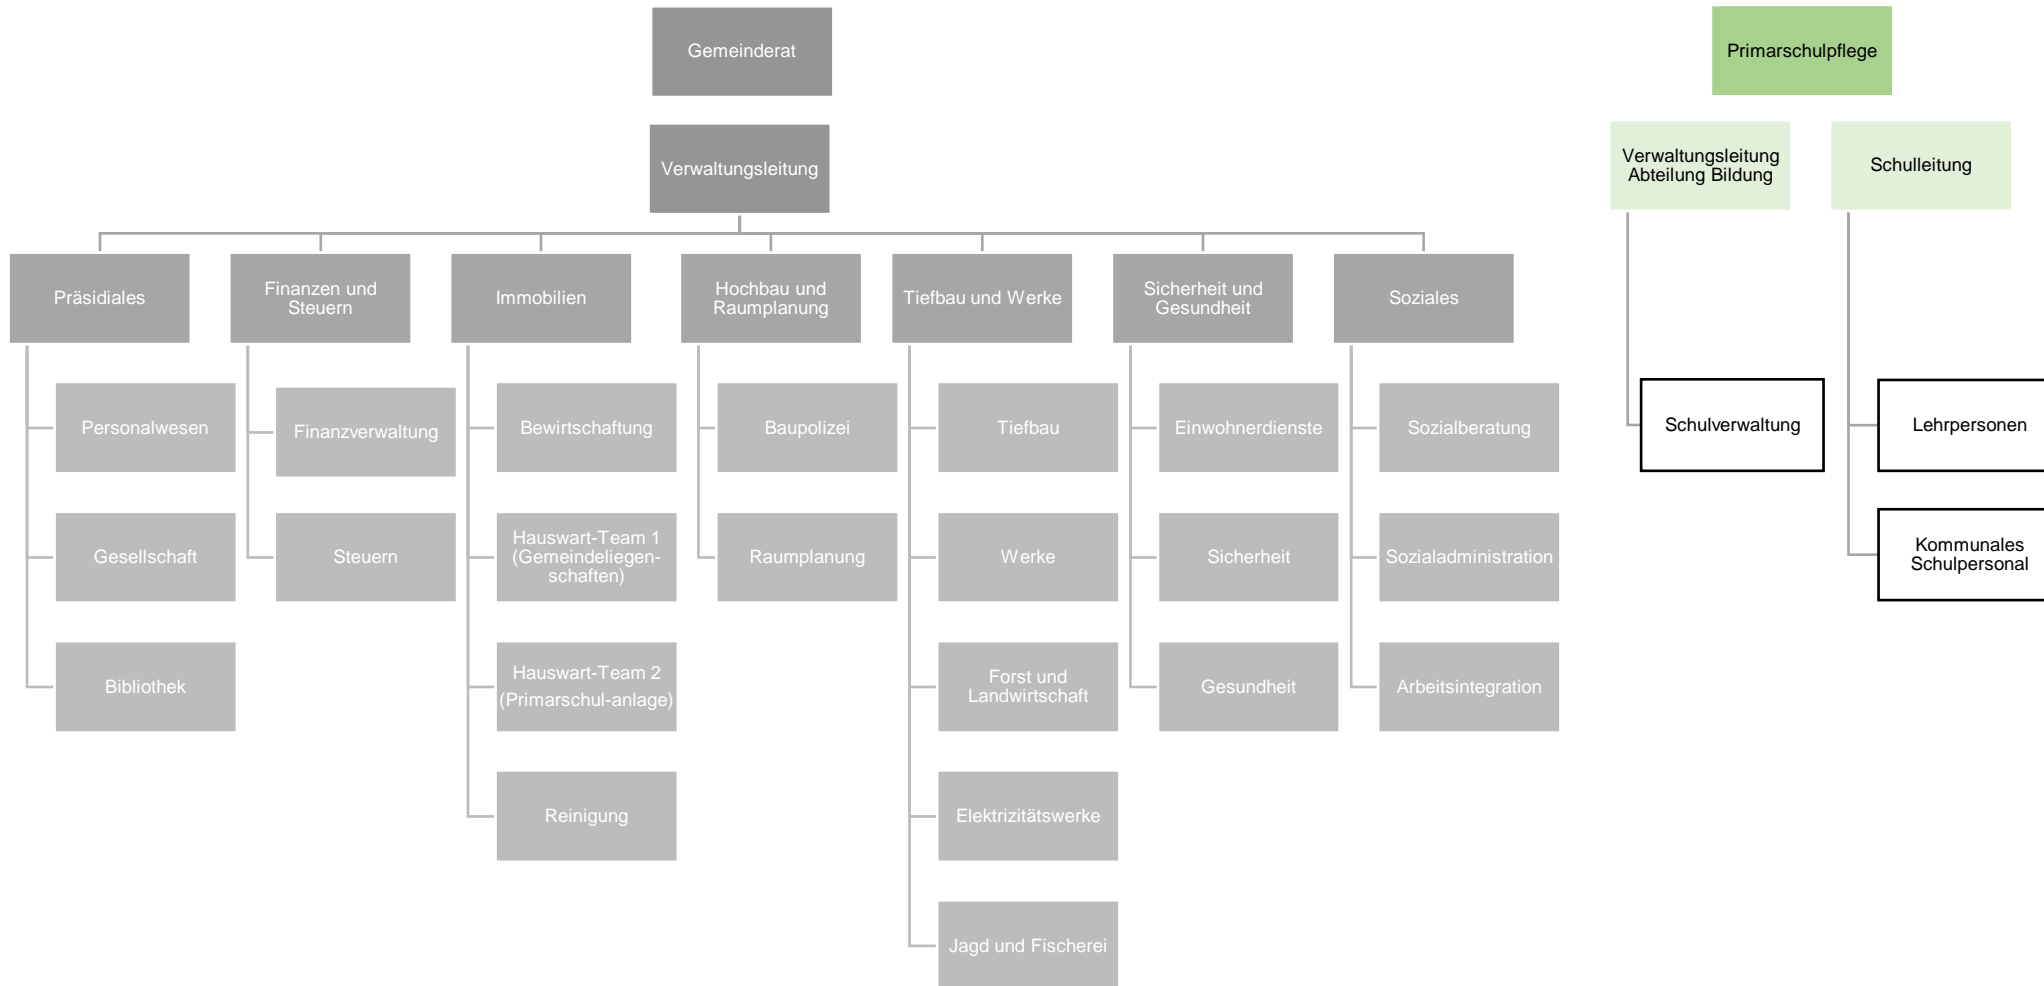 Gemeinderat
Primarschulpflege
Verwaltungsleitung
Verwaltungsleitung
Abteilung Bildung
Schulleitung
Präsidiales
Finanzen und
Steuern
Immobilien
Hochbau und
Raumplanung
Tiefbau und Werke
Sicherheit und
Gesundheit
Soziales
Personalwesen
Finanzverwaltung
Bewirtschaftung
Baupolizei
Tiefbau
Einwohnerdienste
Sozialberatung
Schulverwaltung
Lehrpersonen
Gesellschaft
Steuern
Hauswart-Team 1
(Gemeindeliegen-
schaften)
Raumplanung
Werke
Sicherheit
Sozialadministration
Kommunales
Schulpersonal
Bibliothek
Hauswart-Team 2
(Primarschul-anlage)
Forst und
Landwirtschaft
Gesundheit
Arbeitsintegration
Reinigung
Elektrizitätswerke
Jagd und Fischerei